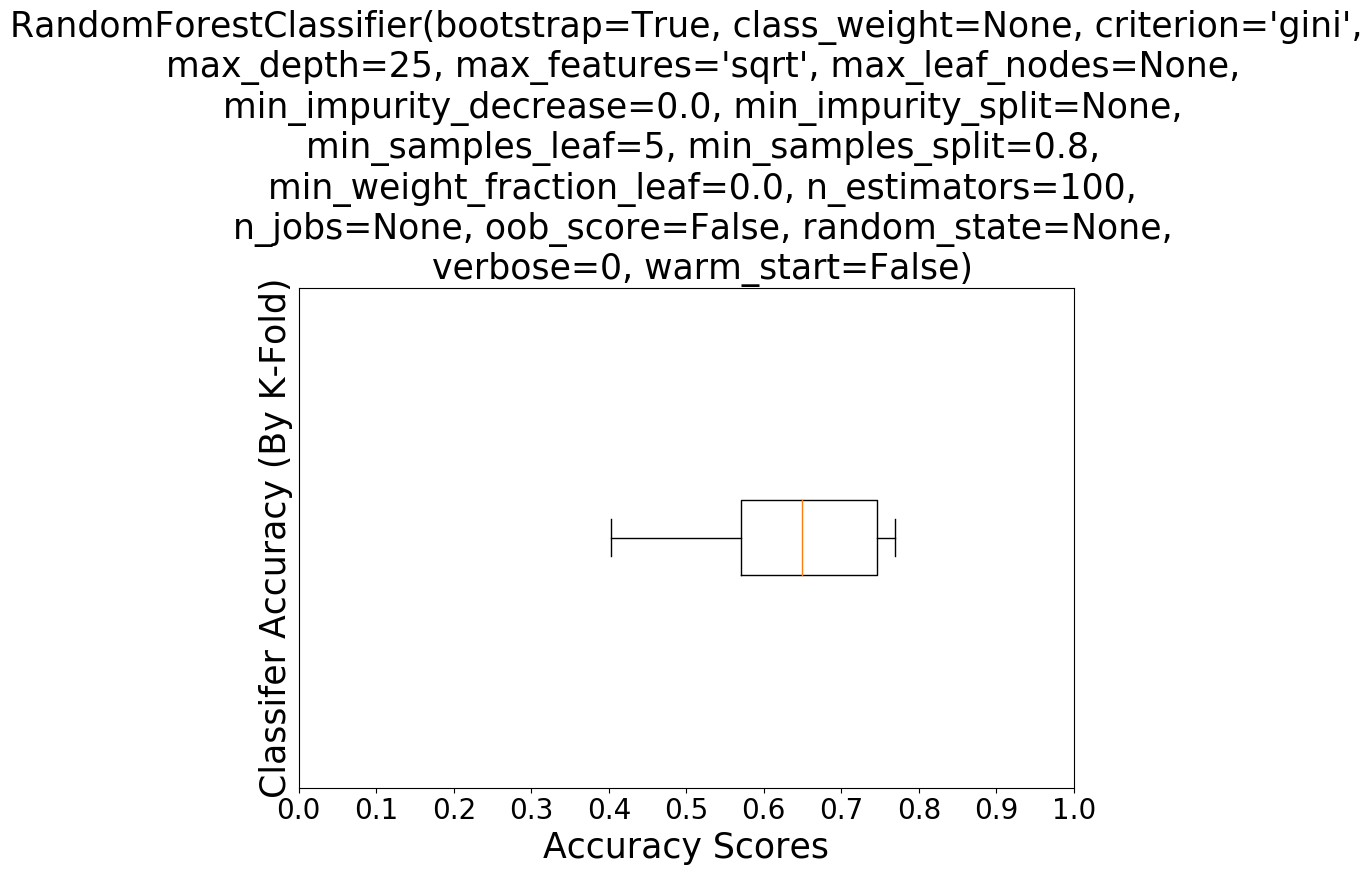 RandomForestClassifier(bootstrap=True, class_weight=None, criterion='gini',
max_depth=25, max_features='sqrt', max_leaf_nodes=None,
min_impurity_decrease=0.0, min_impurity_split=None,
min_samples_leaf=5, min_samples_split=0.8,
min_weight_fraction_leaf=0.0, n_estimators=100,
n_jobs=None, oob_score=False, random_state=None,
verbose=0, warm_start=False)
Classifer Accuracy (By K-Fold)
0.0 0.1 0.2 0.3 0.4 0.5 0.6 0.7 0.8 0.9 1.0
Accuracy Scores